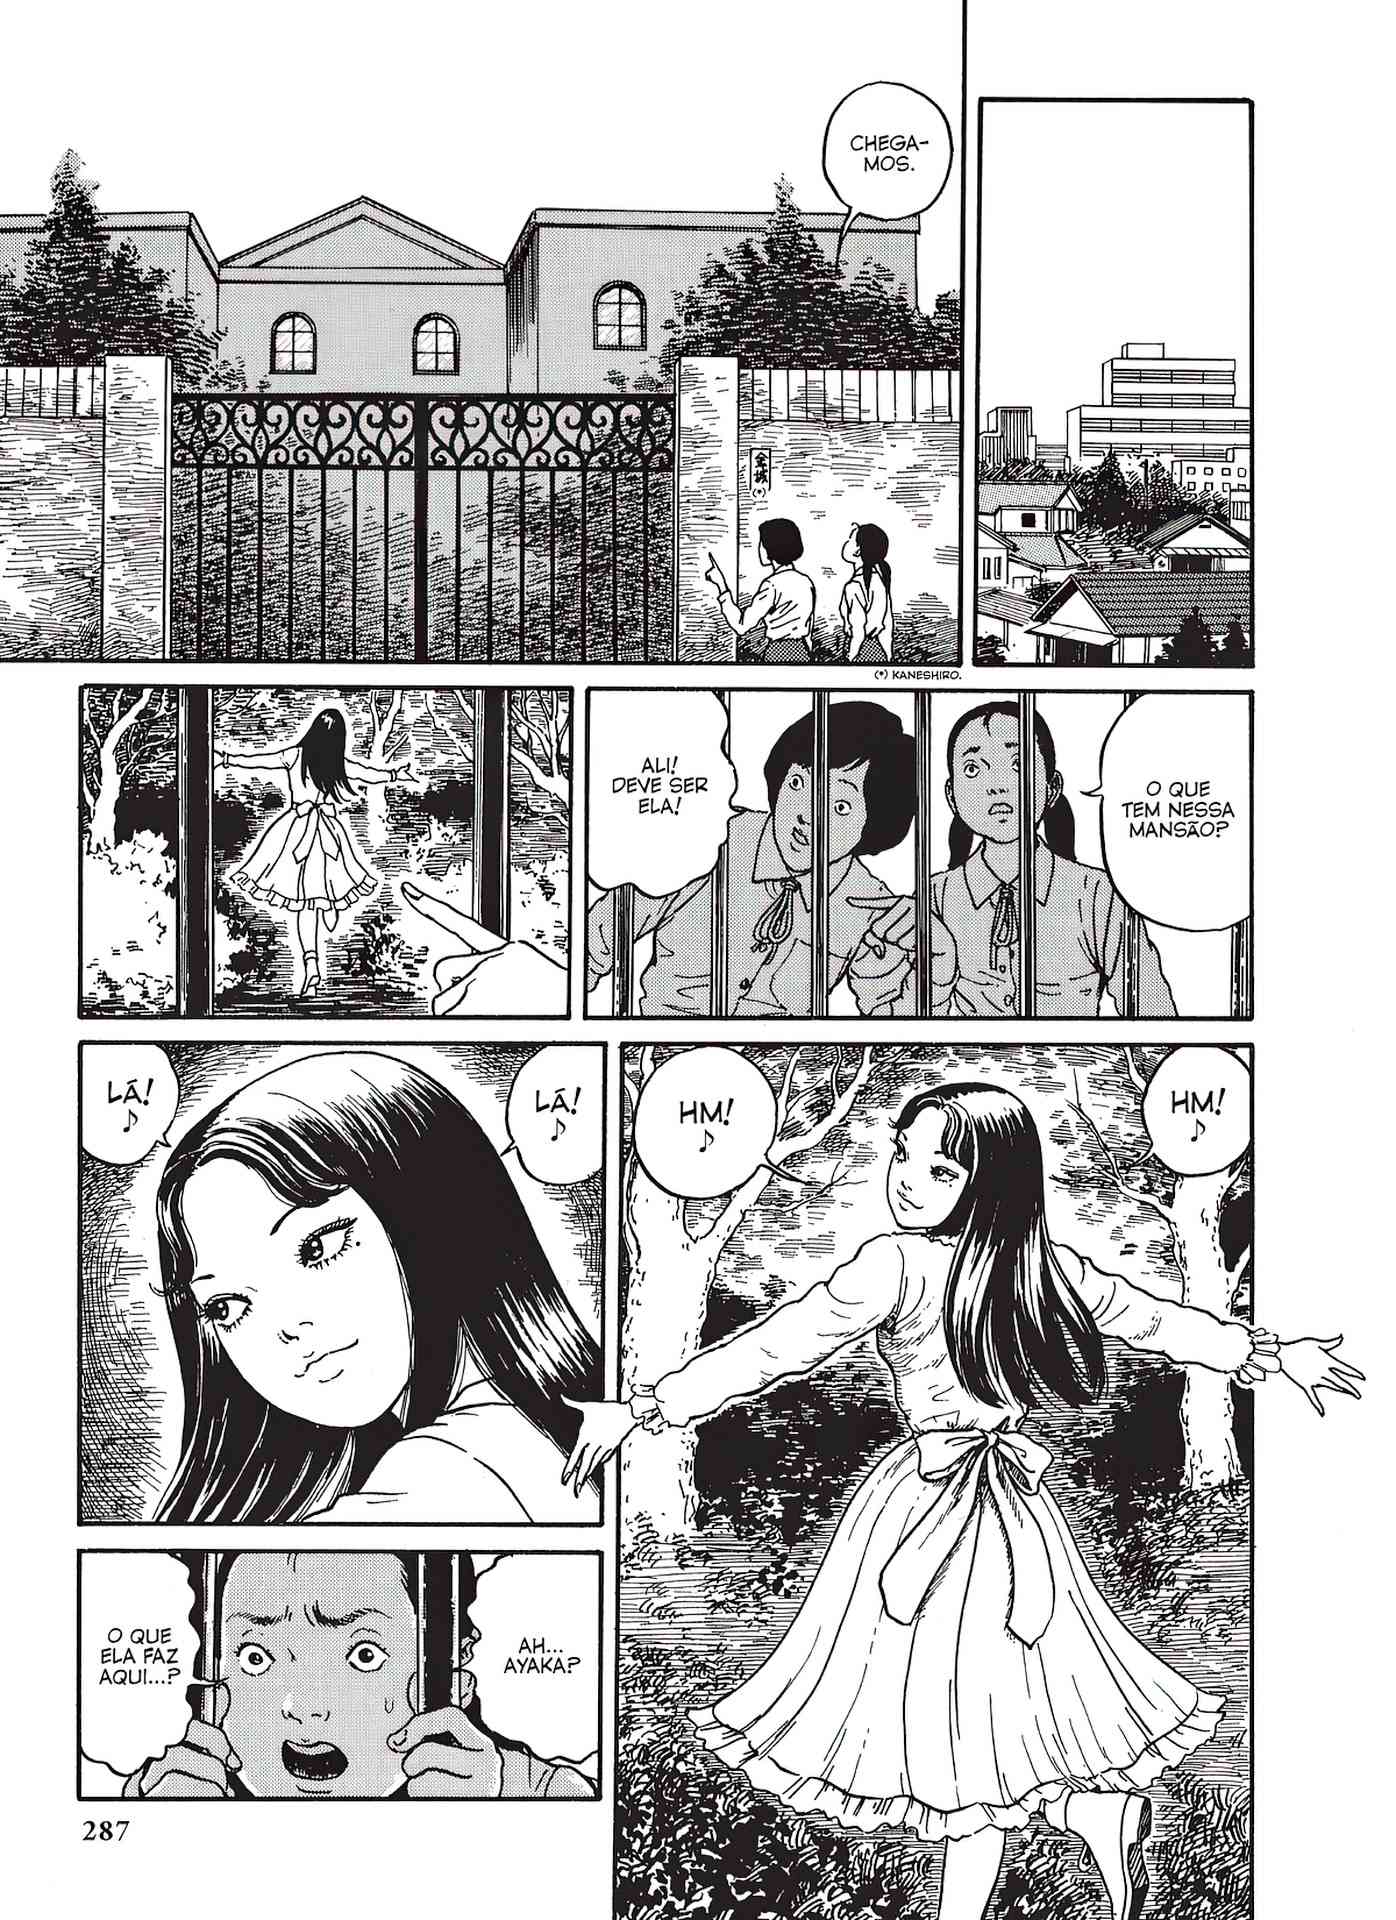 CHEGA-
MOS.
金城
(*)
(*) KANESHIRO.
O QUE
TEM NESSA
MANSÃO?
ALI!
DEVE SER
ELA!
♪
HM!
♪
HM!
♪
LÁ!
♪
LÁ!
♪
AH...
AYAKA?
O QUE
ELA FAZ
AQUI...?
287